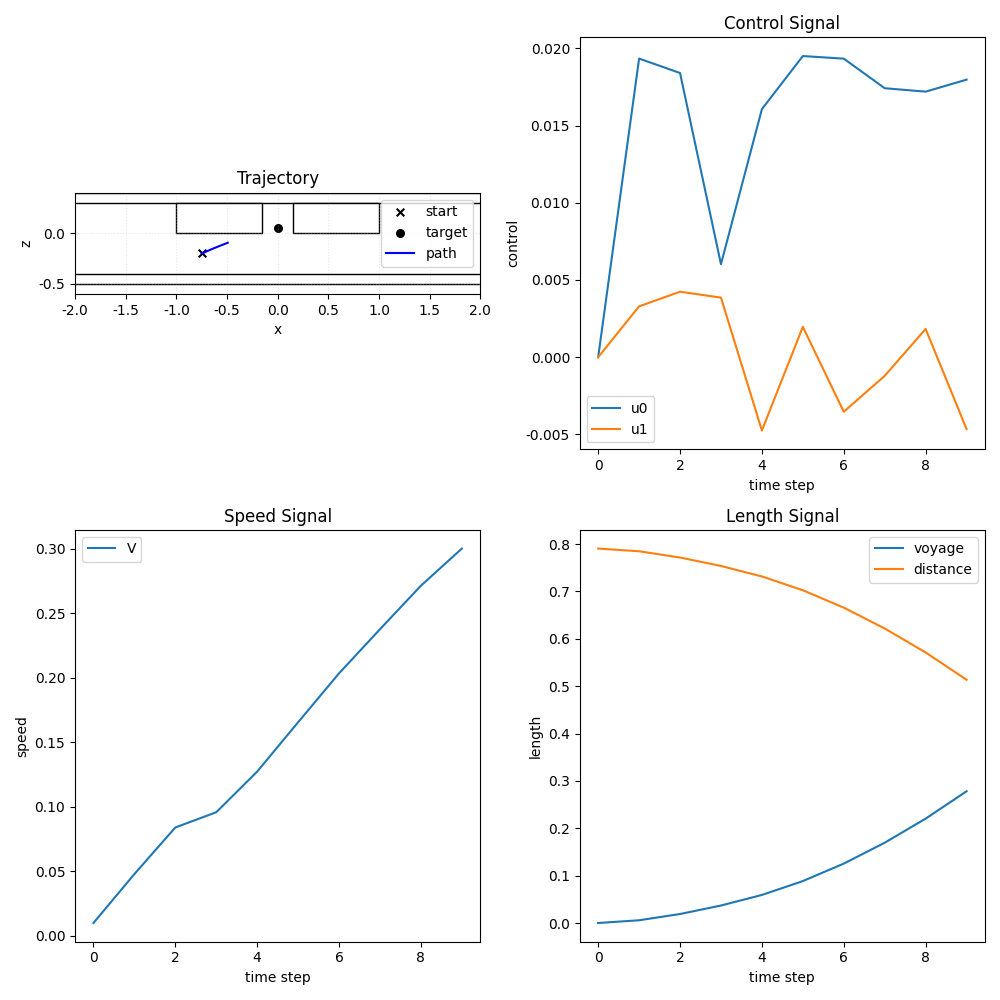 Trajectory
z
0.0
-0.5
-2.0 -1.5 -1.0 -0.5 0.0 0.5 1.0 1.5 2.0
x
start
target
path
Control Signal
control
0.020
0.015
0.010
0.005
0.000
-0.005
0 2 4 6 8
time step
u0
u1
Speed Signal
speed
0.30
0.25
0.20
0.15
0.10
0.05
0.00
0 2 4 6 8
time step
V
Length Signal
length
0.8
0.7
0.6
0.5
0.4
0.3
0.2
0.1
0.0
0 2 4 6 8
time step
voyage
distance